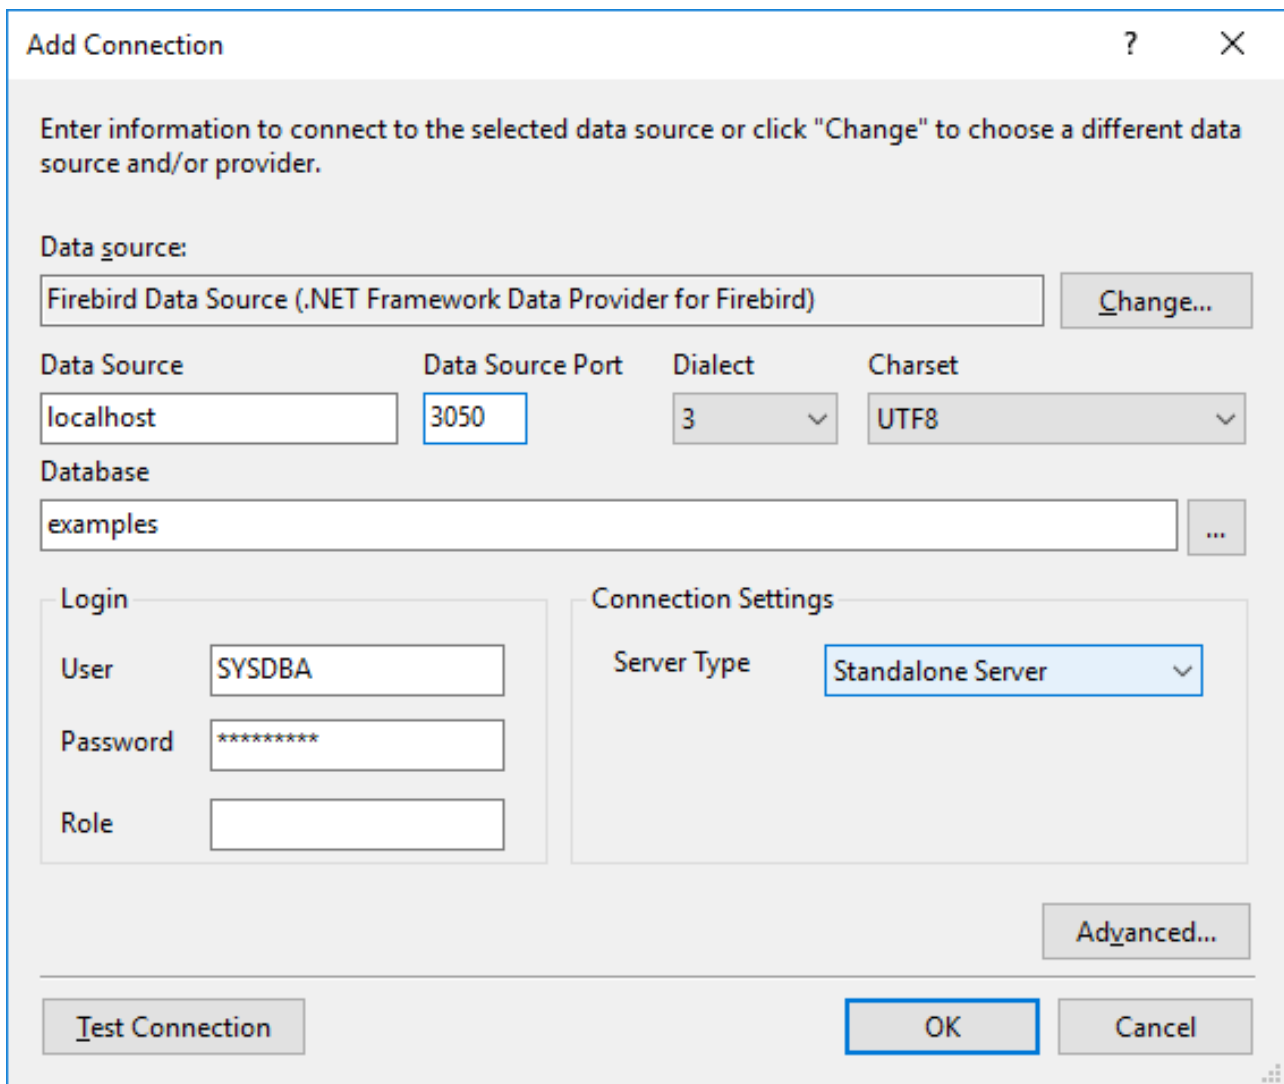 Add Connection
?
Enter information to connect to the selected data source or click "Change" to choose a different data
source and/or provider.
Data source:
Firebird Data Source (.NET Framework Data Provider for Firebird)
Change...
Data Source
Data Source Port
Dialect
Charset
localhost
3050
3
UTF8
Database
examples
...
Login
Connection Settings
User
SYSDBA
Server Type
Standalone Server
Password
*********
Role
Advanced...
Test Connection
OK
Cancel